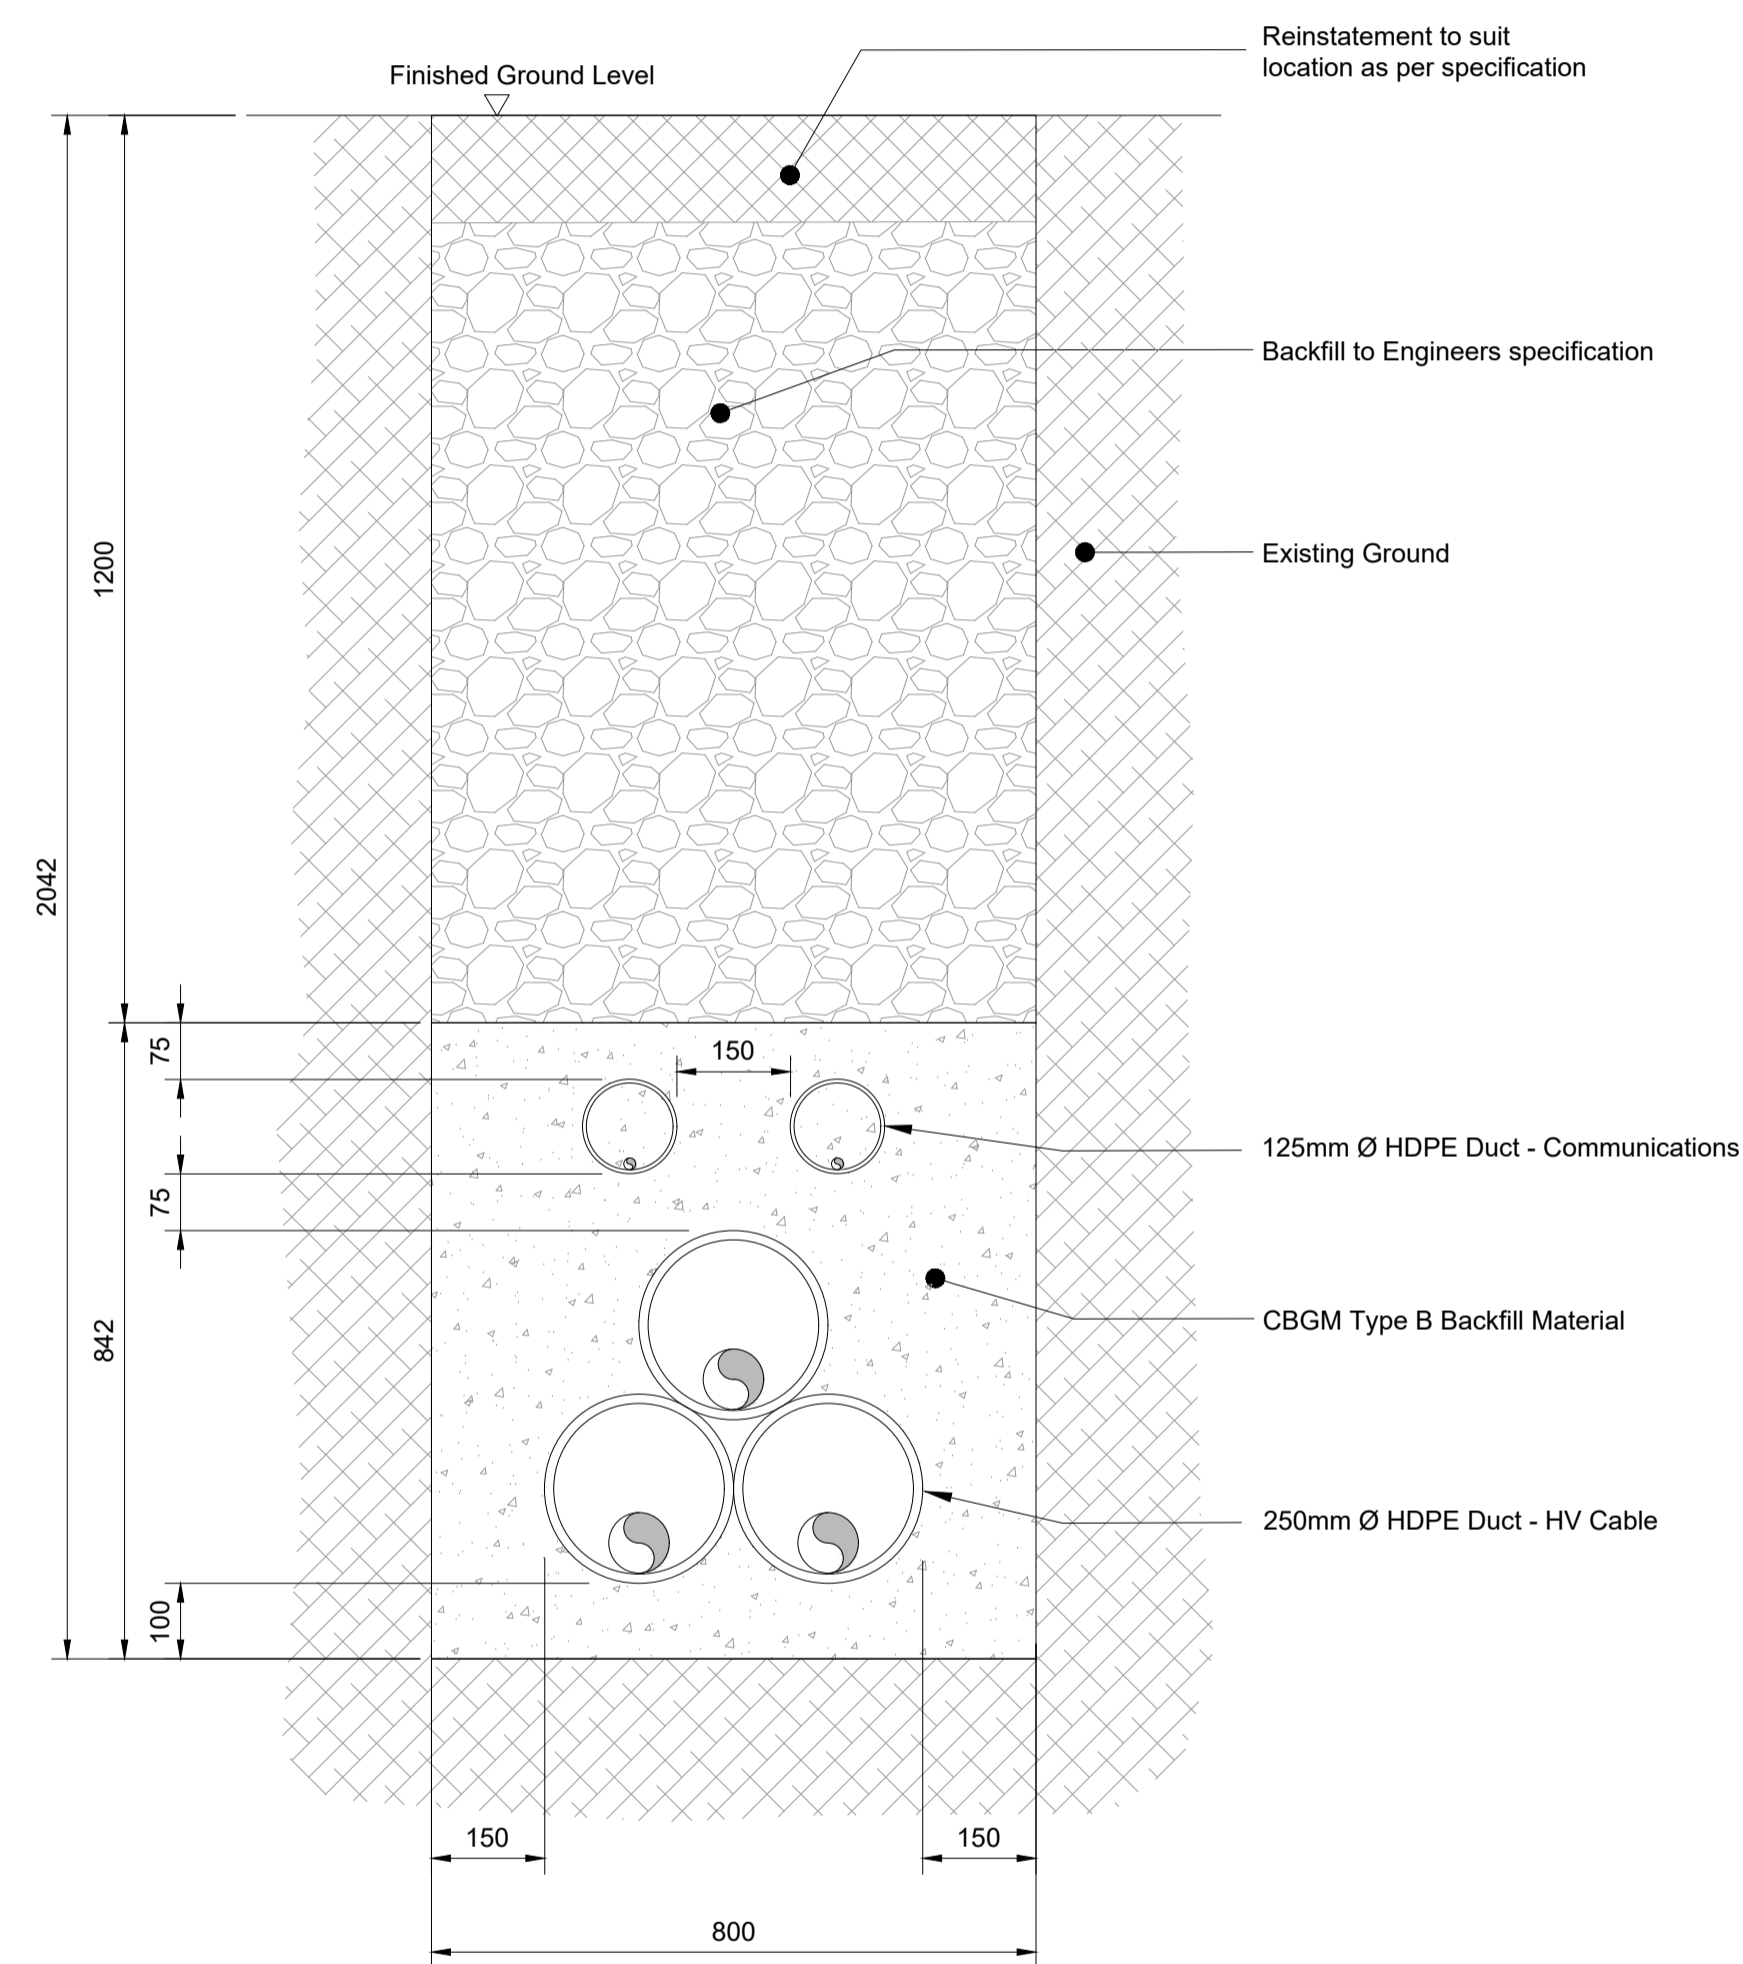 Reinstatement to suit
location as per specification
Finished Ground Level
Backfill to Engineers specification
1200
Existing Ground
2042
75
150
125mm Ø HDPE Duct - Communications
75
842
CBGM Type B Backfill Material
250mm Ø HDPE Duct - HV Cable
100
150
150
800